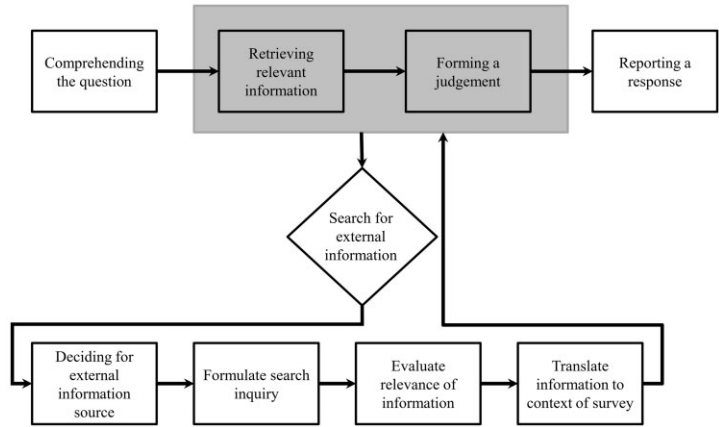 Comprehending
the question
Retrieving
relevant
information
Forming a
judgement
Reporting a
response
Search for
external
information
Deciding for
external
information
source
Formulate search
inquiry
Evaluate
relevance of
information
Translate
information to
context of survey